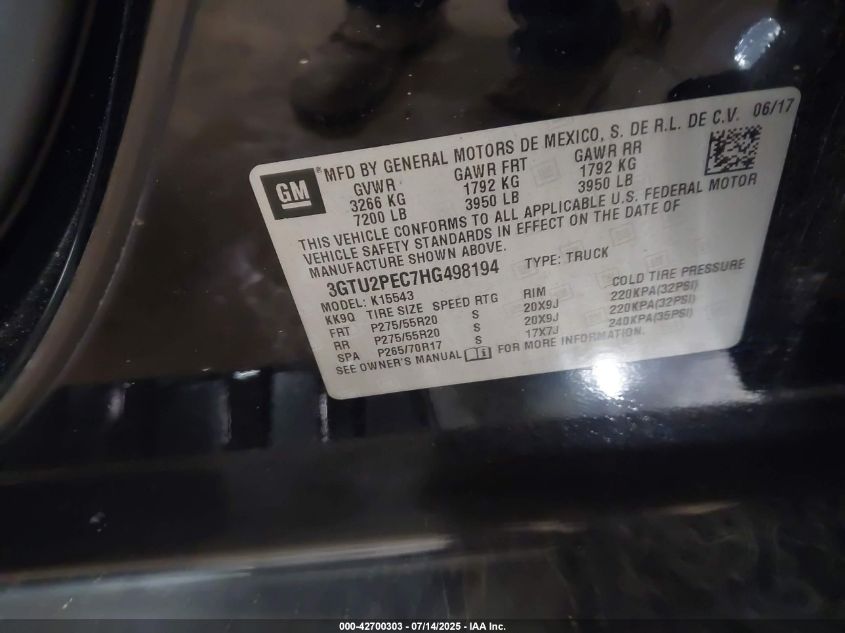 GM
® MFD BY GENERAL MOTORS DE MEXICO, S. DE R.L. DE C.V. 06/17
GVWR GAWR FRT GAWR RR
3266 KG 1792 KG 1792 KG
7200 LB 3950 LB 3950 LB
THIS VEHICLE CONFORMS TO ALL APPLICABLE U.S. FEDERAL MOTOR
VEHICLE SAFETY STANDARDS IN EFFECT ON THE DATE OF
MANUFACTURE SHOWN ABOVE.
3GTU2PEC7HG498194 TYPE: TRUCK
MODEL: K15543
KK9Q TIRE SIZE SPEED RTG RIM COLD TIRE PRESSURE
FRT P275/55R20 S 20X9J 220KPA(32PSI)
RR P275/55R20 S 20X9J 220KPA(32PSI)
SPA P265/70R17 S 17X7J 240KPA(35PSI)
SEE OWNER'S MANUAL FOR MORE INFORMATION.
000-42700303 - 07/14/2025 - IAA Inc.